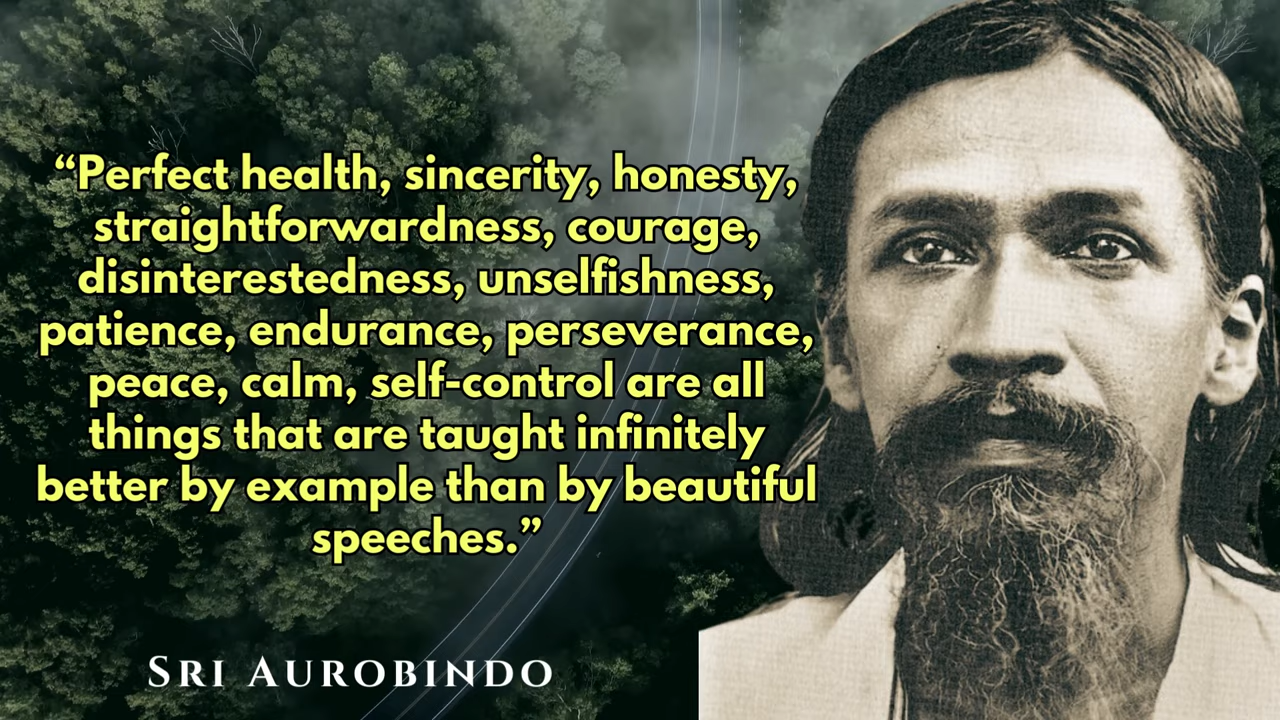 “Perfect health, sincerity, honesty,
straightforwardness, courage,
disinterestedness, unselfishness,
patience, endurance, perseverance,
peace, calm, self-control are all
things that are taught infinitely
better by example than by beautiful
speeches.”
Sri Aurobindo